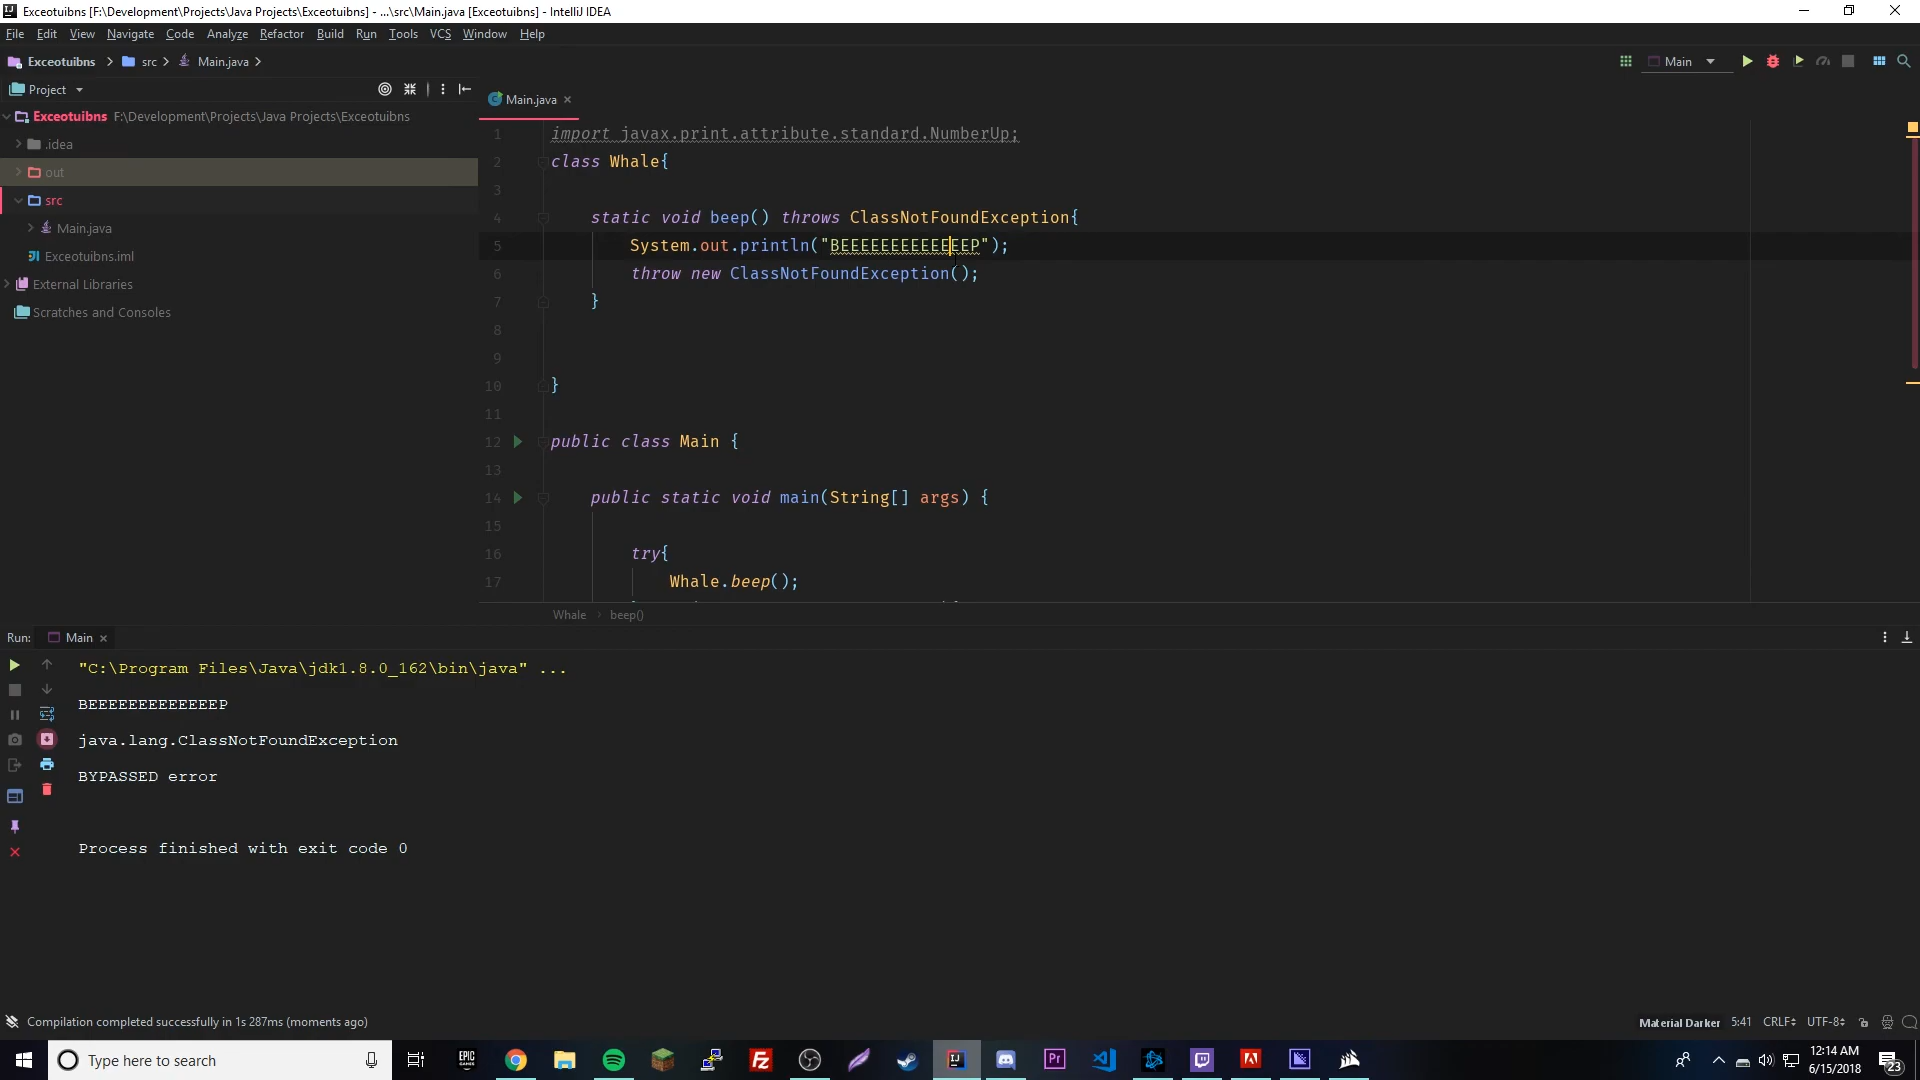 Exceotuibns [F:\Development\Projects\Java Projects\Exceotuibns] - ...\src\Main.java [Exceotuibns] - IntelliJ IDEA
File Edit View Navigate Code Analyze Refactor Build Run Tools VCS Window Help
Exceotuibns src Main.java Main
Project
Main.java
Exceotuibns F:\Development\Projects\Java Projects\Exceotuibns
.idea
out
src
Main.java
Exceotuibns.iml
External Libraries
Scratches and Consoles
1 import javax.print.attribute.standard.NumberUp;
2 class Whale{
3
4 static void beep() throws ClassNotFoundException{
5 System.out.println("BEEEEEEEEEEEEEP");
6 throw new ClassNotFoundException();
7 }
8
9
10 }
11
12 public class Main {
13
14 public static void main(String[] args) {
15
16 try{
17 Whale.beep();
Whale beep()
Run: Main
"C:\Program Files\Java\jdk1.8.0_162\bin\java" ...
BEEEEEEEEEEEEEP
java.lang.ClassNotFoundException
BYPASSED error
Process finished with exit code 0
Compilation completed successfully in 1s 287ms (moments ago)
Material Darker 5:41 CRLF UTF-8
Type here to search
EPIC GAMES
Pr
12:14 AM
6/15/2018
23